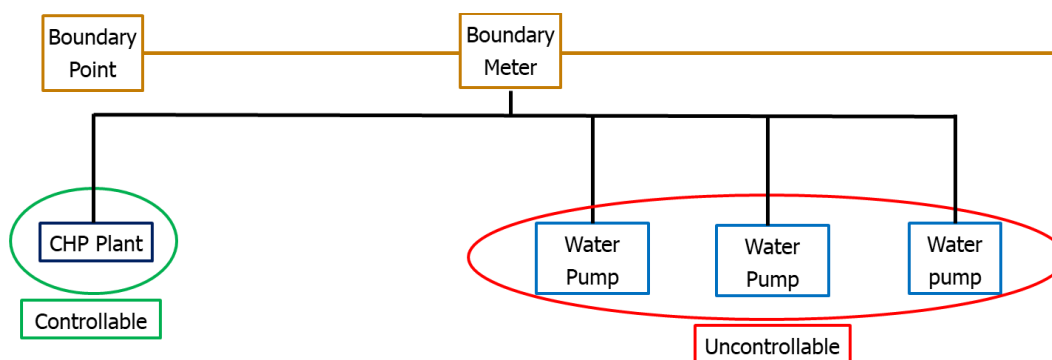 Boundary
Point
Boundary
Meter
CHP Plant
Controllable
Water
Pump
Water
Pump
Water
pump
Uncontrollable